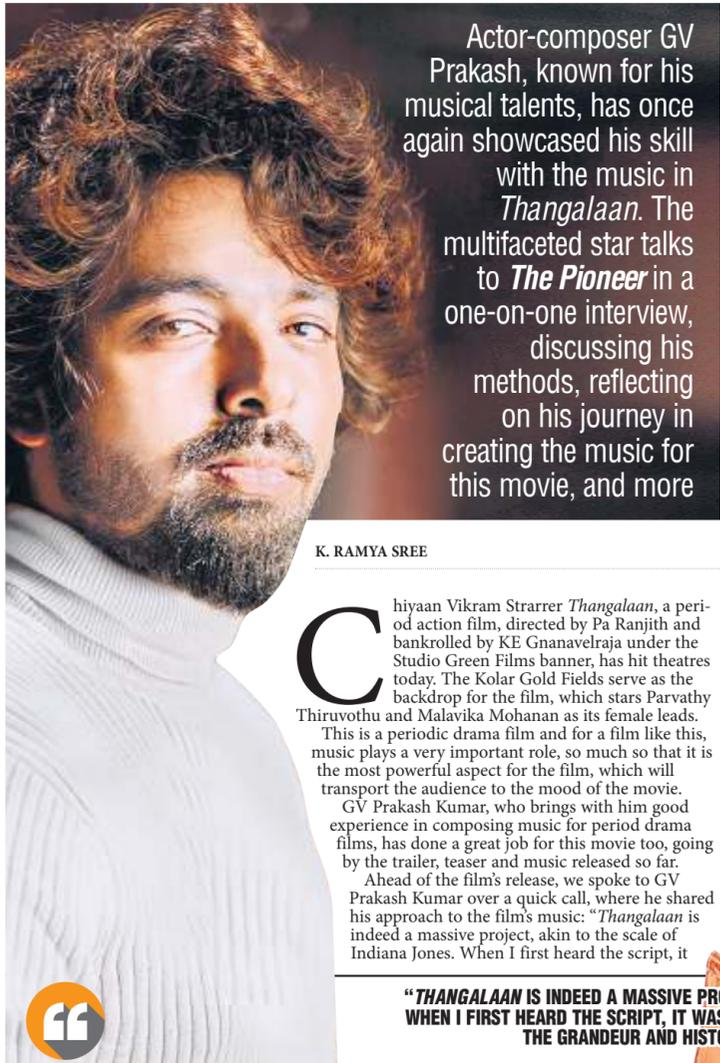 Actor-composer GV
Prakash, known for his
musical talents, has once
again showcased his skill
with the music in
Thangalaan. The
multifaceted star talks
to The Pioneer in a
one-on-one interview,
discussing his
methods, reflecting
on his journey in
creating the music for
this movie, and more
K. RAMYA SREE
Chiyaan Vikram Strarrer Thangalaan, a peri-
od action film, directed by Pa Ranjith and
bankrolled by KE Gnanavelraja under the
Studio Green Films banner, has hit theatres
today. The Kolar Gold Fields serve as the
backdrop for the film, which stars Parvathy
Thiruvothu and Malavika Mohanan as its female leads.
This is a periodic drama film and for a film like this,
music plays a very important role, so much so that it is
the most powerful aspect for the film, which will
transport the audience to the mood of the movie.
GV Prakash Kumar, who brings with him good
experience in composing music for period drama
films, has done a great job for this movie too, going
by the trailer, teaser and music released so far.
Ahead of the film's release, we spoke to GV
Prakash Kumar over a quick call, where he shared
his approach to the film's music: “Thangalaan is
indeed a massive project, akin to the scale of
Indiana Jones. When I first heard the script, it
“THANGALAAN IS INDEED A MASSIVE
WHEN I FIRST HEARD THE SCRIPT, IT WAS
THE GRANDEUR AND